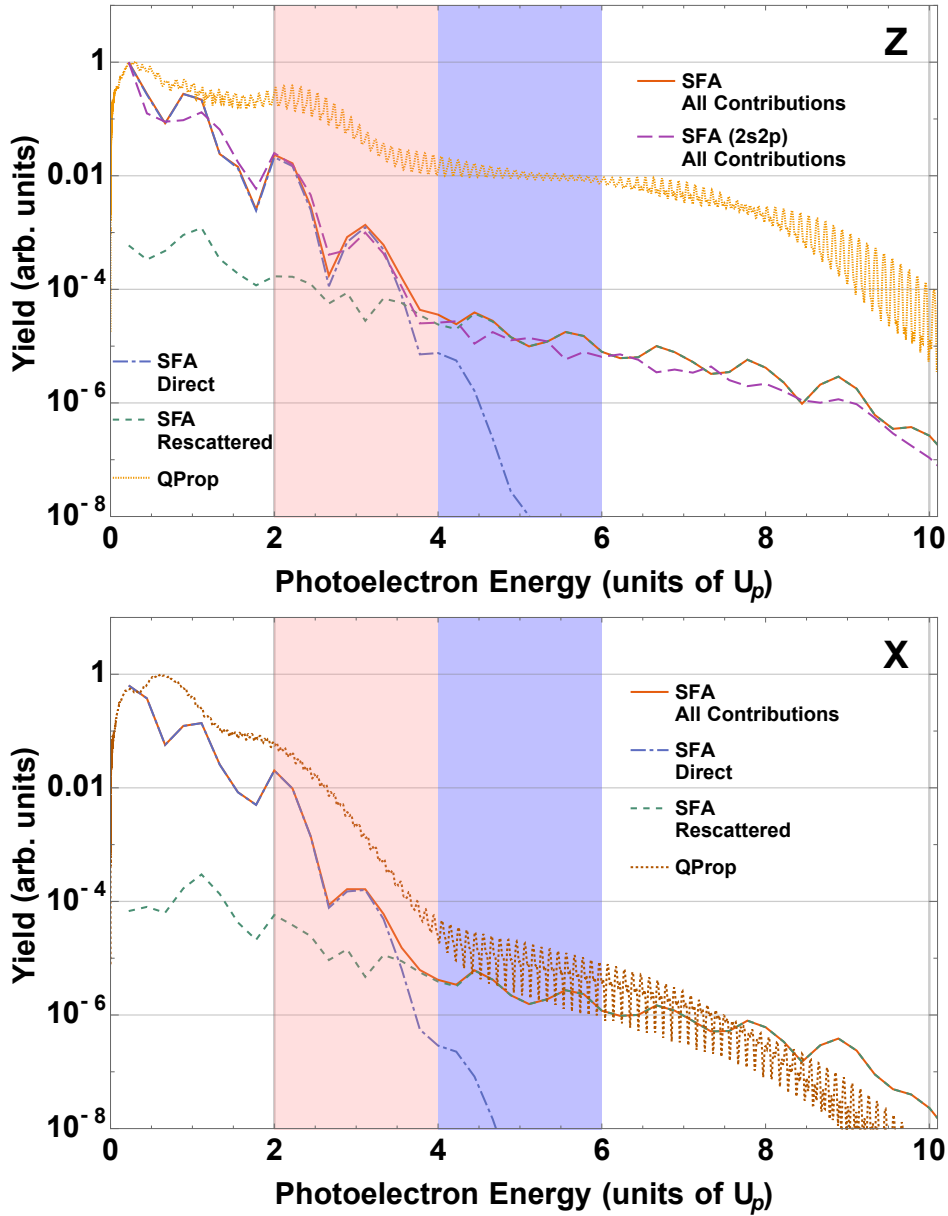 Z
1
0.01
10^-4
10^-6
10^-8
Yield (arb. units)
SFA
All Contributions
SFA (2s2p)
All Contributions
SFA
Direct
SFA
Rescattered
QProp
0 2 4 6 8 10
Photoelectron Energy (units of U_p)
X
1
0.01
10^-4
10^-6
10^-8
Yield (arb. units)
SFA
All Contributions
SFA
Direct
SFA
Rescattered
QProp
0 2 4 6 8 10
Photoelectron Energy (units of U_p)